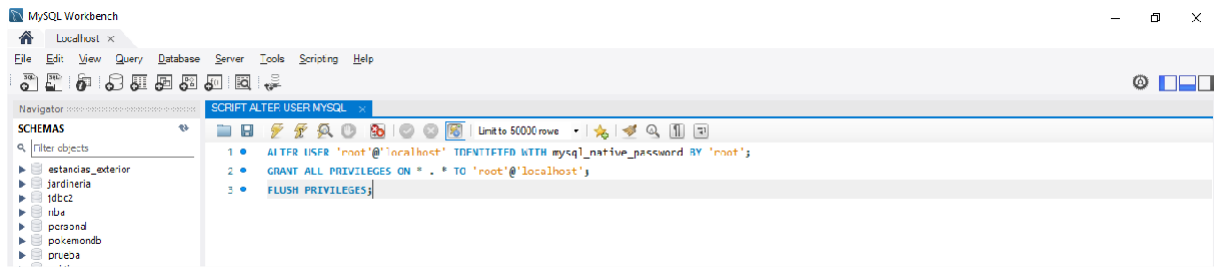 MySQL Workbench
Localhost
File Edit View Query Database Server Tools Scripting Help
Navigator
SCRIPT ALTER USER MYSQL
SCHEMAS
Limit to 50000 rows
Filter objects
1 ALTER USER 'root'@'localhost' IDENTIFIED WITH mysql_native_password BY 'root';
2 GRANT ALL PRIVILEGES ON * . * TO 'root'@'localhost';
3 FLUSH PRIVILEGES;
estancias_exterior
jardineria
jdbc2
nba
personal
pokemondb
prueba